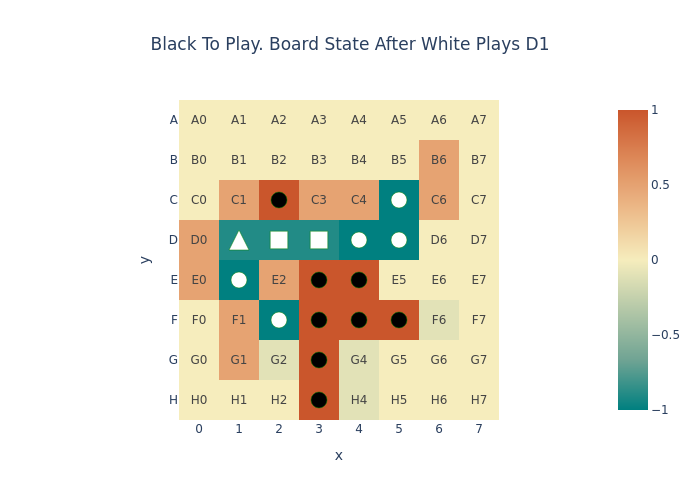 Black To Play. Board State After White Plays D1
A A0 A1 A2 A3 A4 A5 A6 A7
B B0 B1 B2 B3 B4 B5 B6 B7
C C0 C1 C3 C4 C6 C7
D D0 D6 D7
E E0 E2 E5 E6 E7
F F0 F1 F6 F7
G G0 G1 G2 G4 G5 G6 G7
H H0 H1 H2 H4 H5 H6 H7
0 1 2 3 4 5 6 7
x
y
1
0.5
0
−0.5
−1